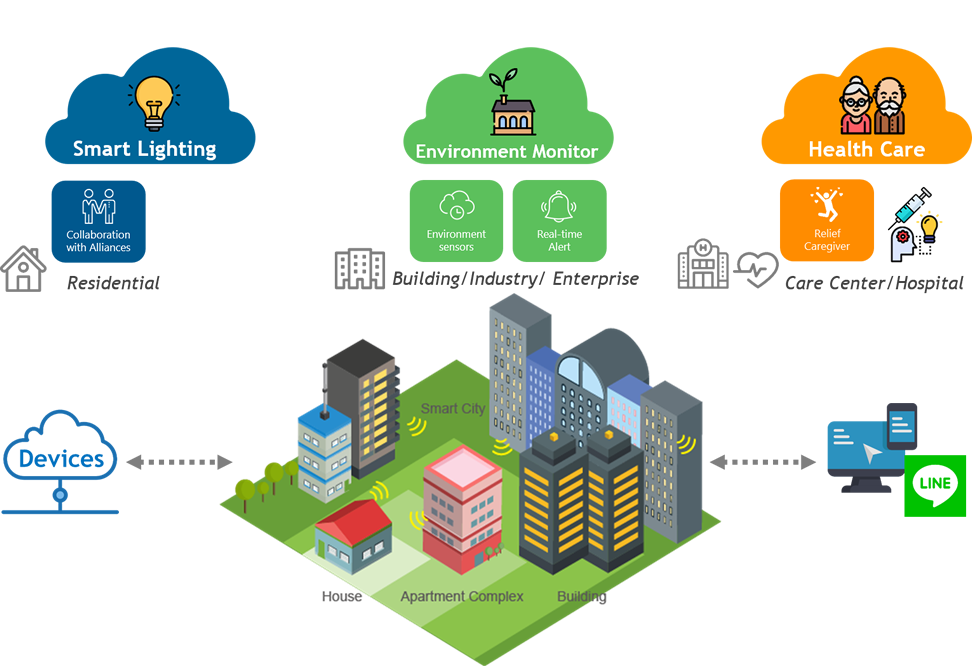 Smart Lighting
Environment Monitor
Health Care
Collaboration
with Alliances
Environment
sensors
Real-time
Alert
Relief
Caregiver
H
Residential
Building/Industry/ Enterprise
Care Center/Hospital
Smart City
Devices
LINE
House
Apartment Complex
Building